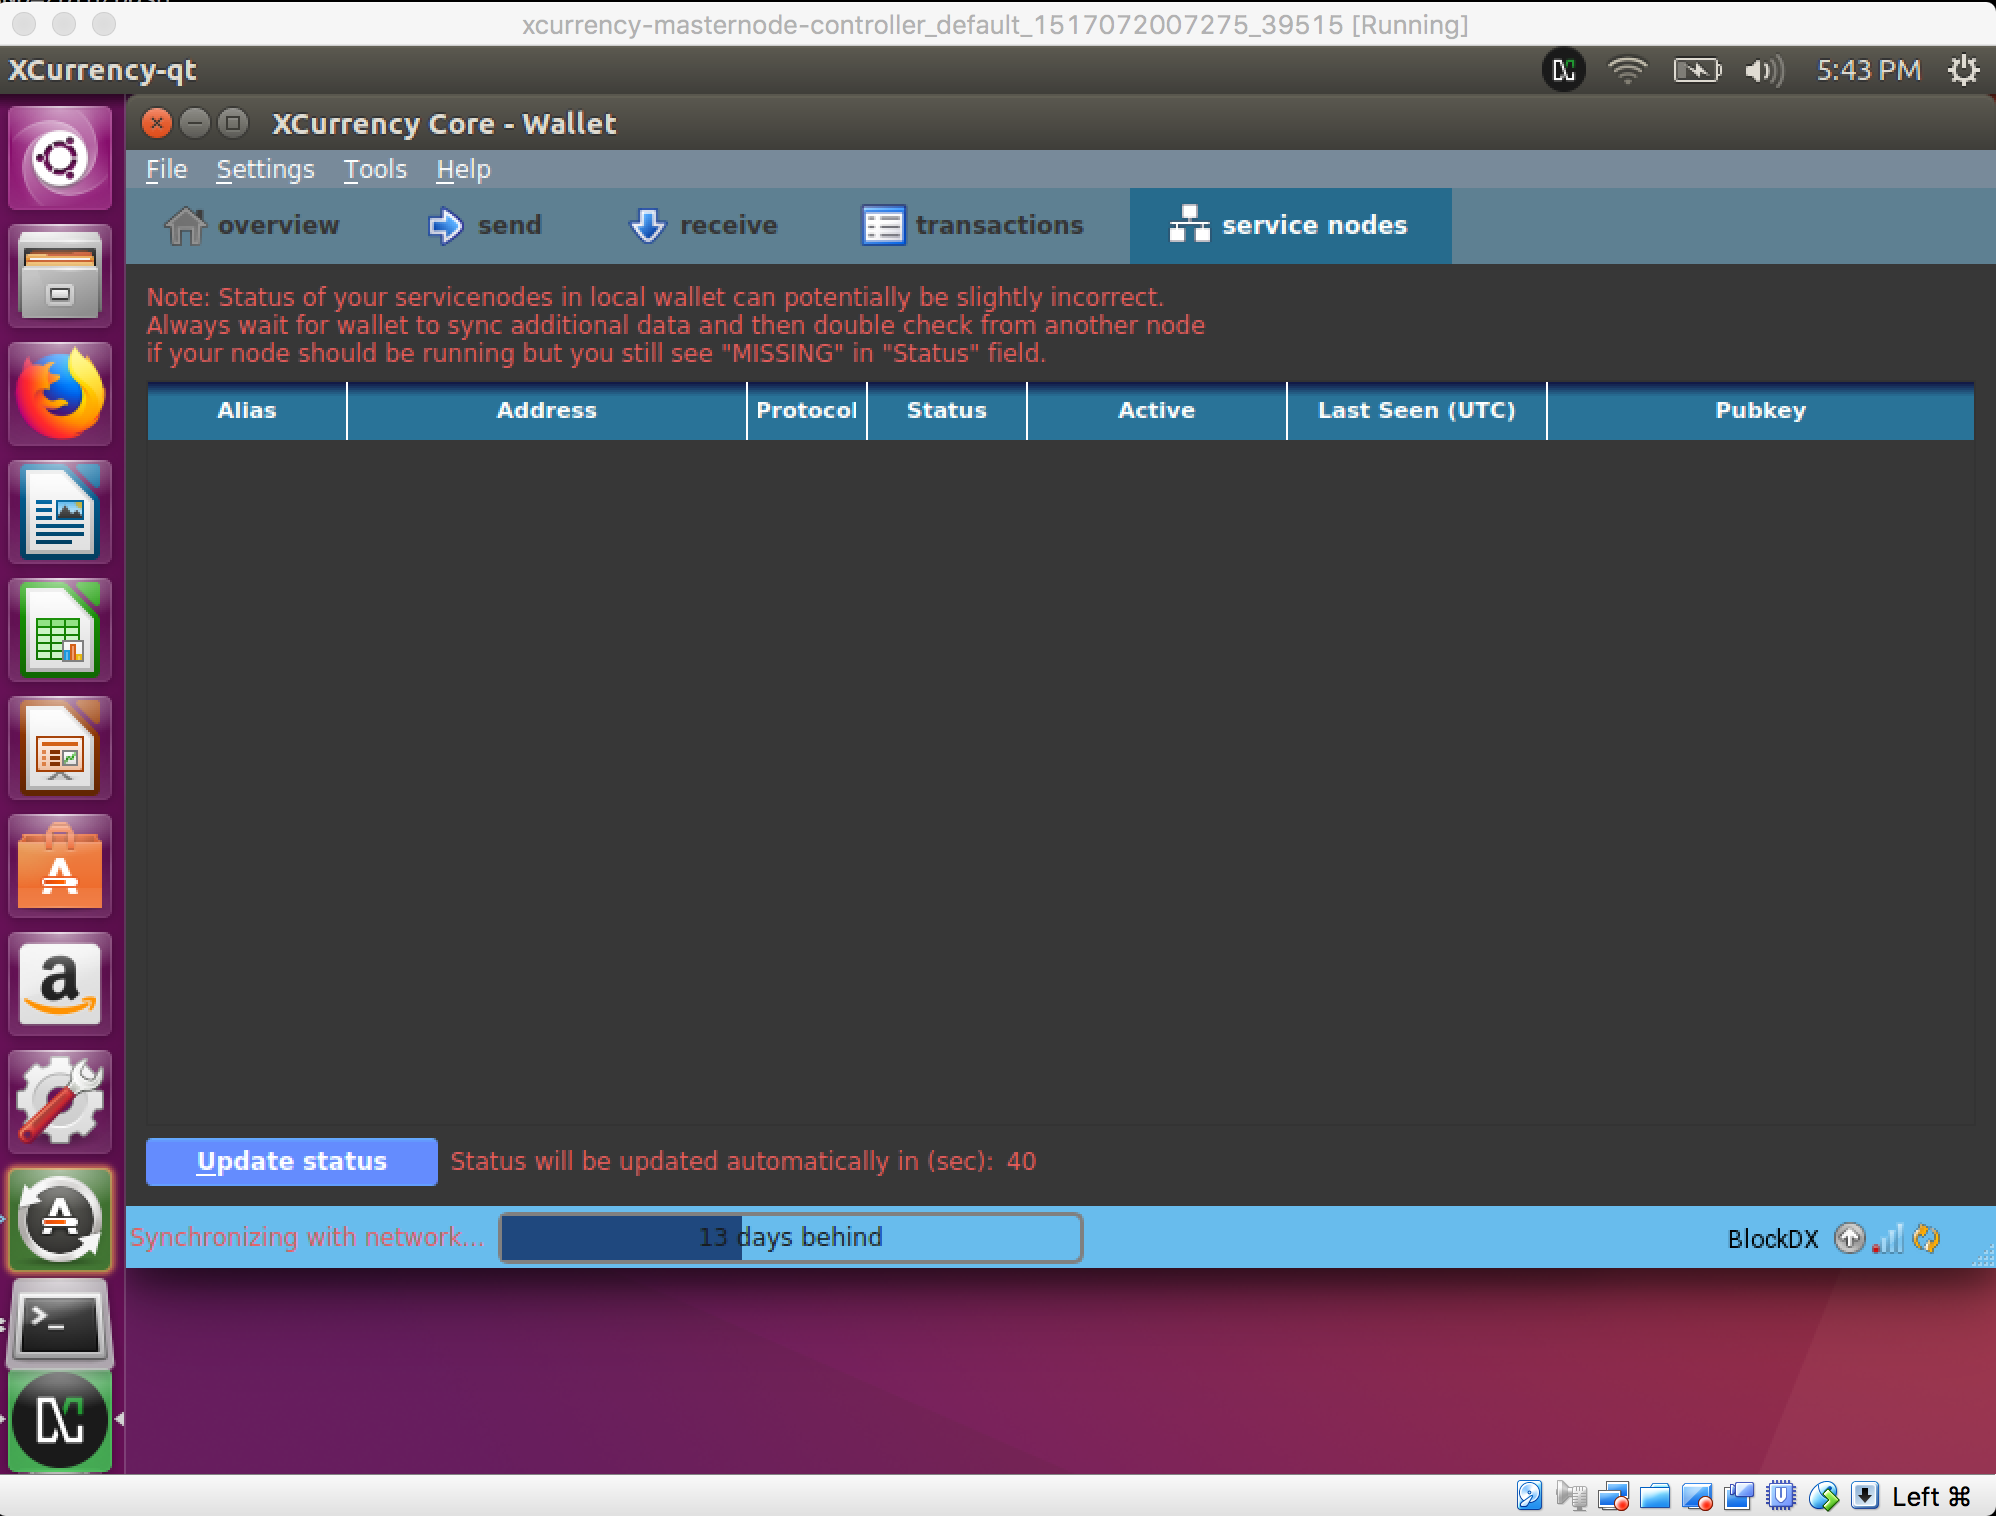 xcurrency-masternode-controller_default_1517072007275_39515 [Running]
XCurrency-qt
5:43 PM
XCurrency Core - Wallet
File Settings Tools Help
overview send receive transactions service nodes
Note: Status of your servicenodes in local wallet can potentially be slightly incorrect.
Always wait for wallet to sync additional data and then double check from another node
if your node should be running but you still see "MISSING" in "Status" field.
Alias Address Protocol Status Active Last Seen (UTC) Pubkey
Update status Status will be updated automatically in (sec): 40
Synchronizing with network... 13 days behind BlockDX
Left ⌘